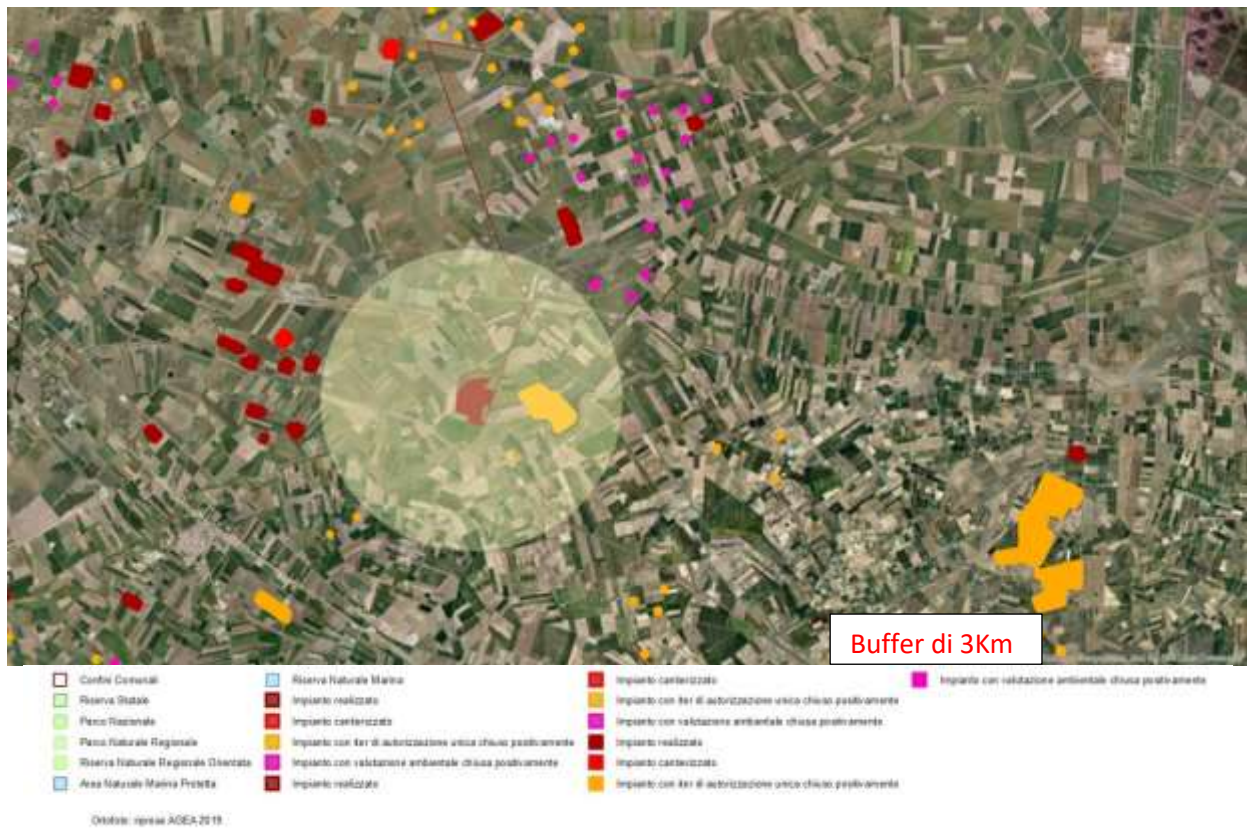 Buffer di 3Km
Confini Comunali
Riserva Statale
Parco Nazionale
Parco Naturale Regionale
Riserva Naturale Regionale Orientata
Area Naturale Marina Protetta
Riserva Naturale Marina
Impianto realizzato
Impianto cantierizzato
Impianto con iter di autorizzazione unica chiuso positivamente
Impianto con valutazione ambientale chiusa positivamente
Impianto realizzato
Impianto cantierizzato
Impianto con iter di autorizzazione unica chiuso positivamente
Impianto con valutazione ambientale chiusa positivamente
Impianto realizzato
Impianto cantierizzato
Impianto con iter di autorizzazione unica chiuso positivamente
Impianto con valutazione ambientale chiusa positivamente
Ortofoto: riprese AGEA 2019